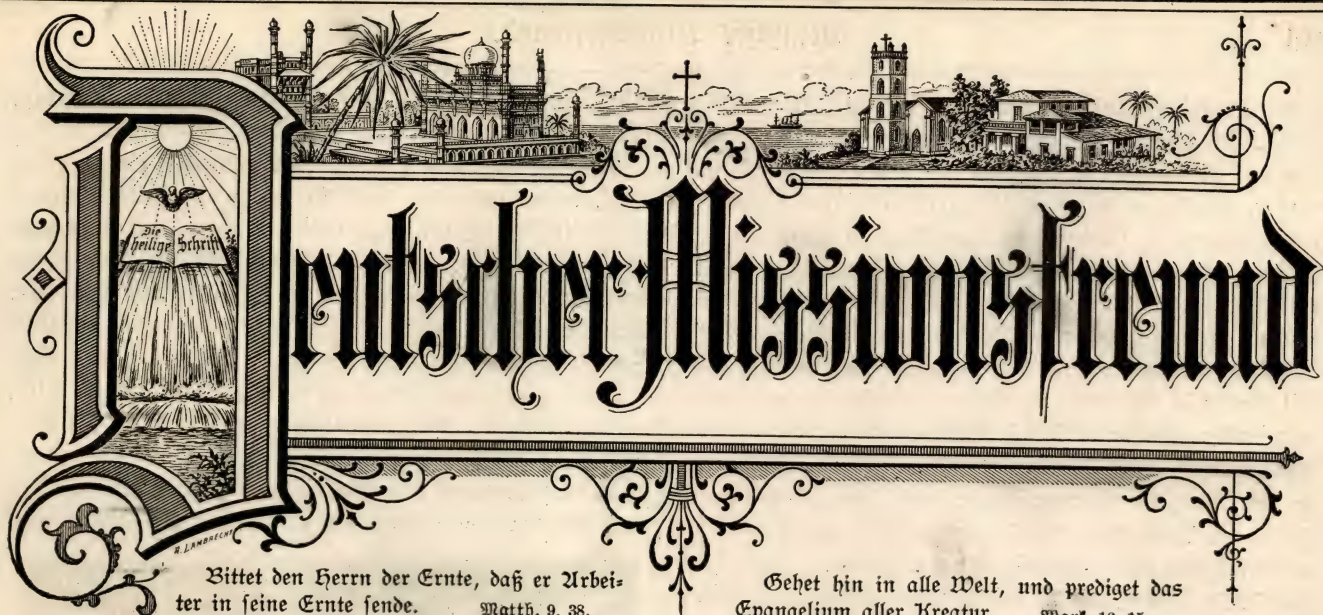 Die heilige Schrift
Deutscher Missionsfreund
A. LAMBRECHT
Bittet den Herrn der Ernte, daß er Arbei-
ter in seine Ernte sende. Matth. 9, 38.
Gehet hin in alle Welt, und prediget das
Evangelium aller Kreatur.